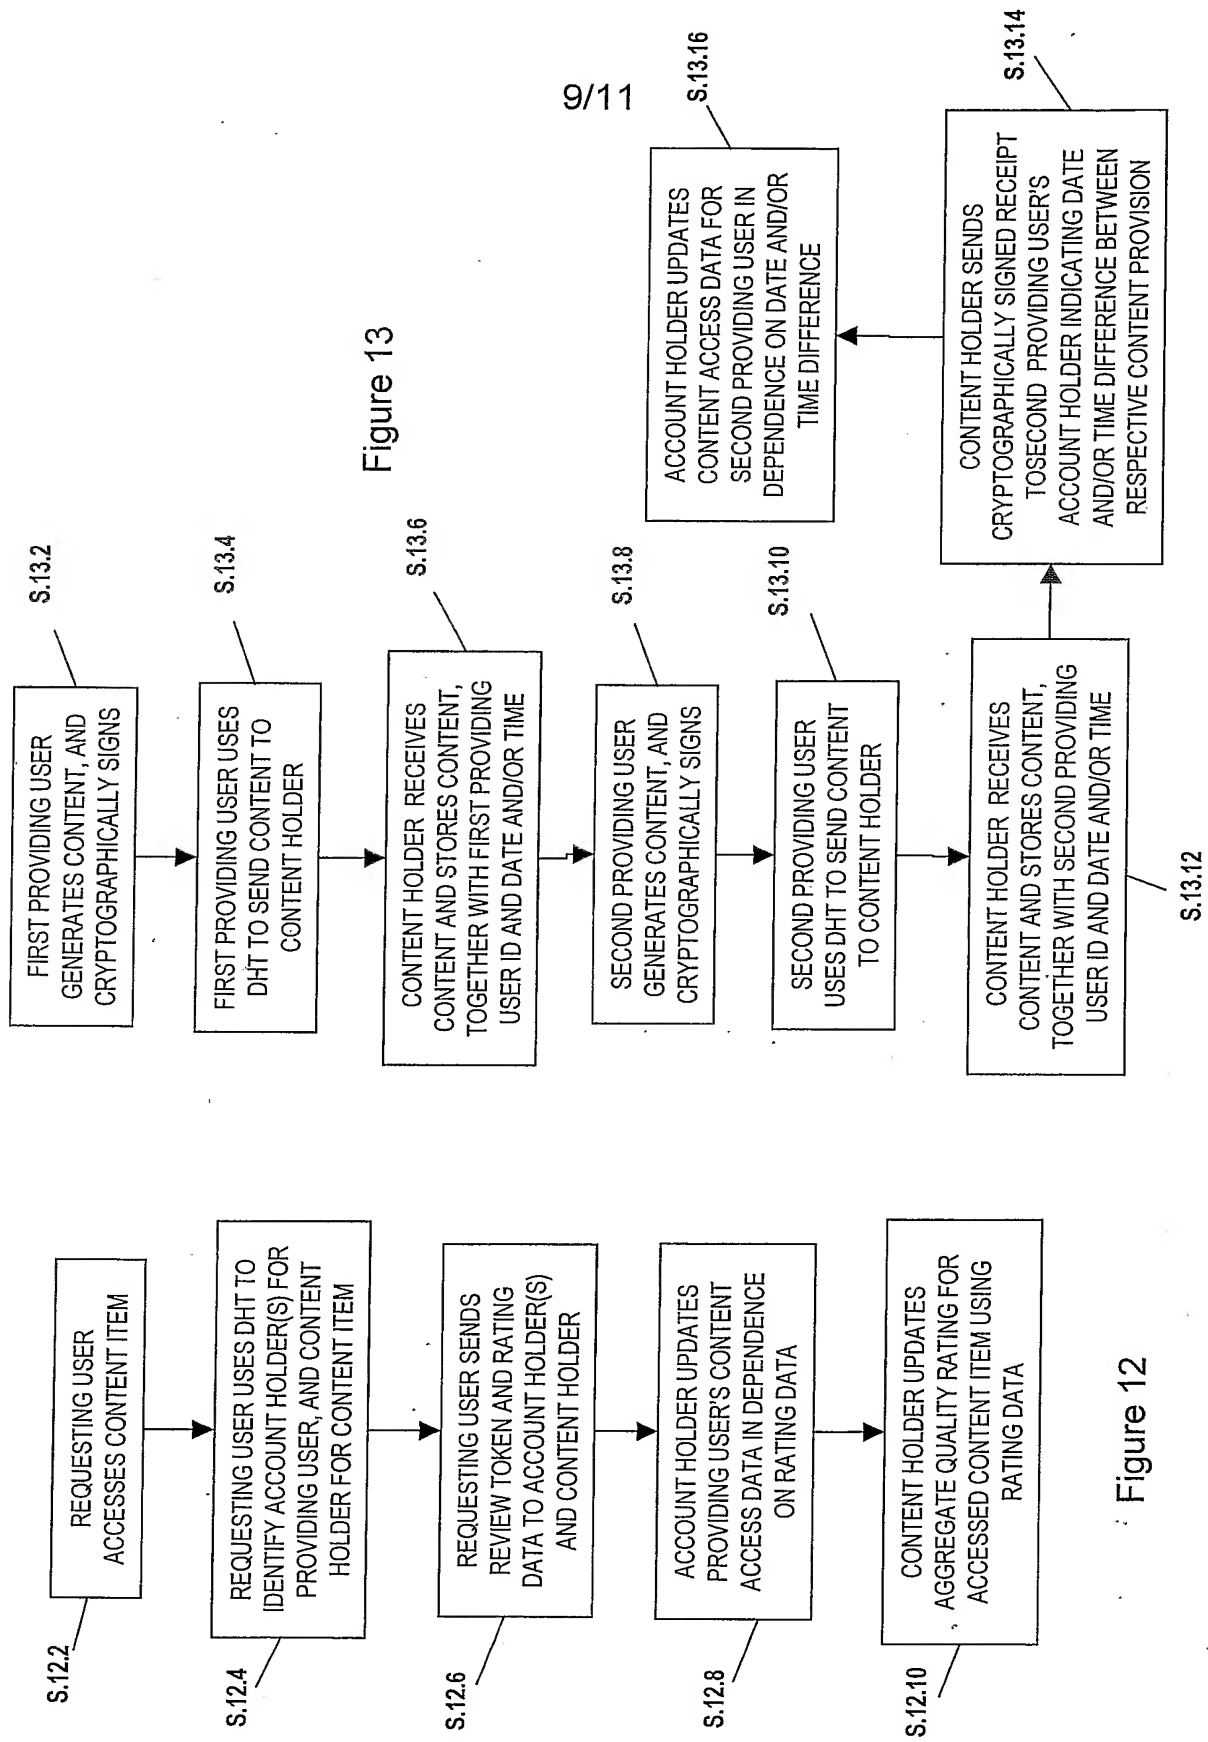 9/11
S.12.2
REQUESTING USER
ACCESSES CONTENT ITEM
S.12.4
REQUESTING USER USES DHT TO
IDENTIFY ACCOUNT HOLDER(S) FOR
PROVIDING USER, AND CONTENT
HOLDER FOR CONTENT ITEM
S.12.6
REQUESTING USER SENDS
REVIEW TOKEN AND RATING
DATA TO ACCOUNT HOLDER(S)
AND CONTENT HOLDER
S.12.8
ACCOUNT HOLDER UPDATES
PROVIDING USER'S CONTENT
ACCESS DATA IN DEPENDENCE
ON RATING DATA
S.12.10
CONTENT HOLDER UPDATES
AGGREGATE QUALITY RATING FOR
ACCESSED CONTENT ITEM USING
RATING DATA
Figure 12
FIRST PROVIDING USER
GENERATES CONTENT, AND
CRYPTOGRAPHICALLY SIGNS
S.13.2
FIRST PROVIDING USER USES
DHT TO SEND CONTENT TO
CONTENT HOLDER
S.13.4
CONTENT HOLDER RECEIVES
CONTENT AND STORES CONTENT,
TOGETHER WITH FIRST PROVIDING
USER ID AND DATE AND/OR TIME
S.13.6
SECOND PROVIDING USER
GENERATES CONTENT, AND
CRYPTOGRAPHICALLY SIGNS
S.13.8
SECOND PROVIDING USER
USES DHT TO SEND CONTENT
TO CONTENT HOLDER
S.13.10
CONTENT HOLDER RECEIVES
CONTENT AND STORES CONTENT,
TOGETHER WITH SECOND PROVIDING
USER ID AND DATE AND/OR TIME
S.13.12
CONTENT HOLDER SENDS
CRYPTOGRAPHICALLY SIGNED RECEIPT
TOSECOND PROVIDING USER'S
ACCOUNT HOLDER INDICATING DATE
AND/OR TIME DIFFERENCE BETWEEN
RESPECTIVE CONTENT PROVISION
S.13.14
ACCOUNT HOLDER UPDATES
CONTENT ACCESS DATA FOR
SECOND PROVIDING USER IN
DEPENDENCE ON DATE AND/OR
TIME DIFFERENCE
S.13.16
Figure 13